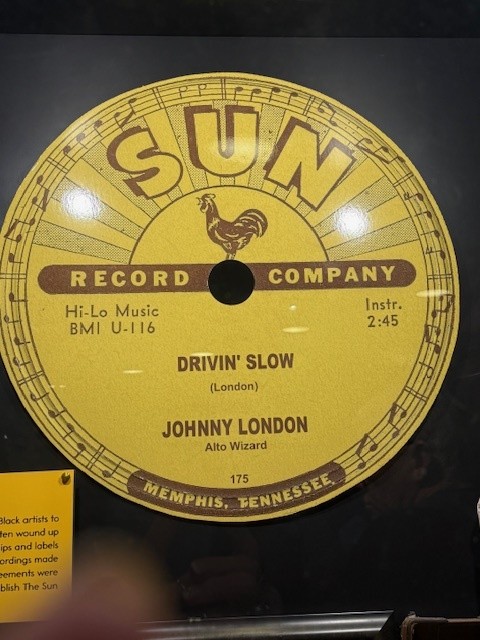 SUN
RECORD COMPANY
Hi-Lo Music
BMI U-116
Instr.
2:45
DRIVIN' SLOW
(London)
JOHNNY LONDON
Alto Wizard
175
MEMPHIS, TENNESSEE
Black artists to
ten wound up
ips and labels
ordings made
eements were
blish The Sun